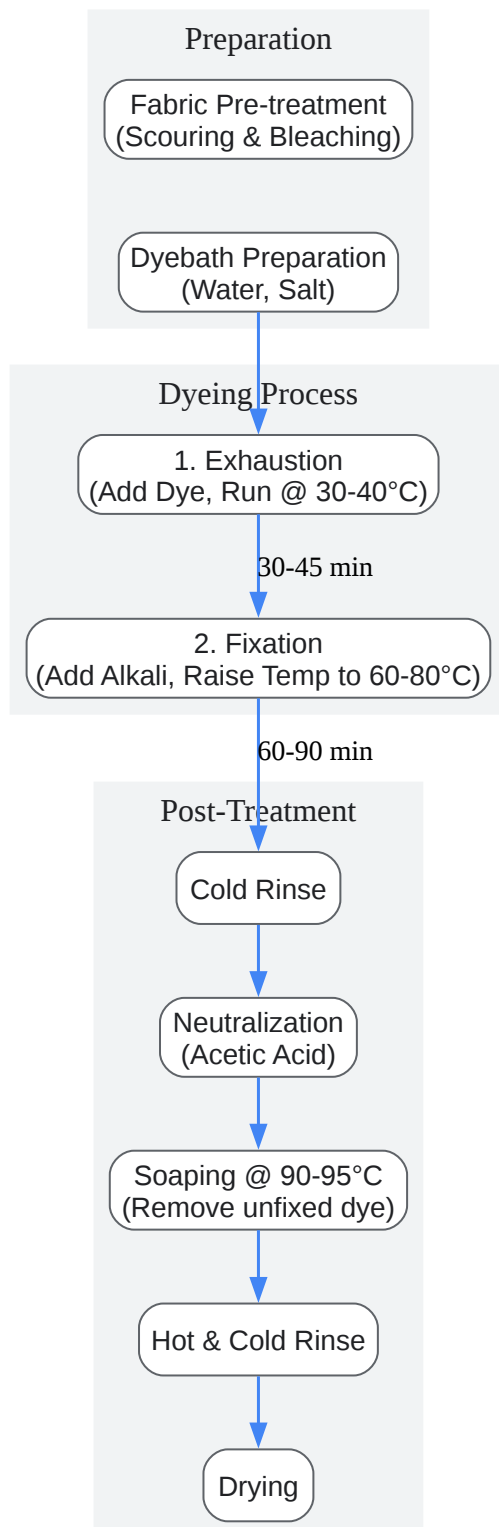 Preparation
Fabric Pre-treatment
(Scouring & Bleaching)
Dyebath Preparation
(Water, Salt)
Dyeing Process
1. Exhaustion
(Add Dye, Run @ 30-40°C)
30-45 min
2. Fixation
(Add Alkali, Raise Temp to 60-80°C)
60-90 min
Post-Treatment
Cold Rinse
Neutralization
(Acetic Acid)
Soaping @ 90-95°C
(Remove unfixed dye)
Hot & Cold Rinse
Drying